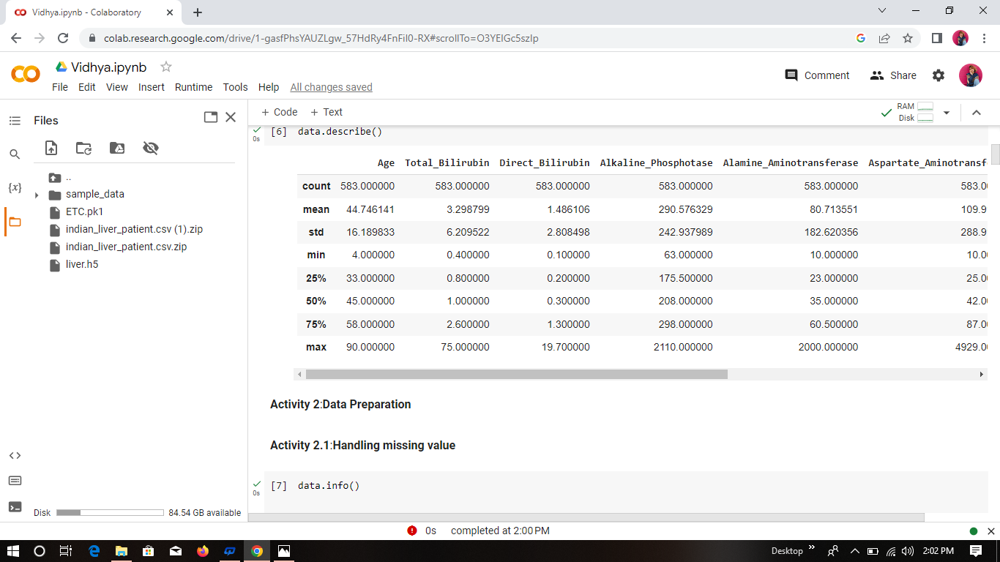 Vidhya.ipynb - Colaboratory
colab.research.google.com/drive/1-gasfPhsYAUZLgw_57HdRy4FnFiI0-RX#scrollTo=O3YEIGc5szIp
Vidhya.ipynb
Comment Share
File Edit View Insert Runtime Tools Help All changes saved
Files
+ Code + Text
RAM
Disk
0s [6] data.describe()
..
sample_data
ETC.pk1
indian_liver_patient.csv (1).zip
indian_liver_patient.csv.zip
liver.h5
{x}
Age Total_Bilirubin Direct_Bilirubin Alkaline_Phosphotase Alamine_Aminotransferase Aspartate_Aminotransf
count 583.000000 583.000000 583.000000 583.000000 583.000000 583.0
mean 44.746141 3.298799 1.486106 290.576329 80.713551 109.9
std 16.189833 6.209522 2.808498 242.937989 182.620356 288.9
min 4.000000 0.400000 0.100000 63.000000 10.000000 10.0
25% 33.000000 0.800000 0.200000 175.500000 23.000000 25.0
50% 45.000000 1.000000 0.300000 208.000000 35.000000 42.0
75% 58.000000 2.600000 1.300000 298.000000 60.500000 87.0
max 90.000000 75.000000 19.700000 2110.000000 2000.000000 4929.0
Activity 2:Data Preparation
Activity 2.1:Handling missing value
0s [7] data.info()
Disk 84.54 GB available
0s completed at 2:00 PM
Desktop 2:02 PM